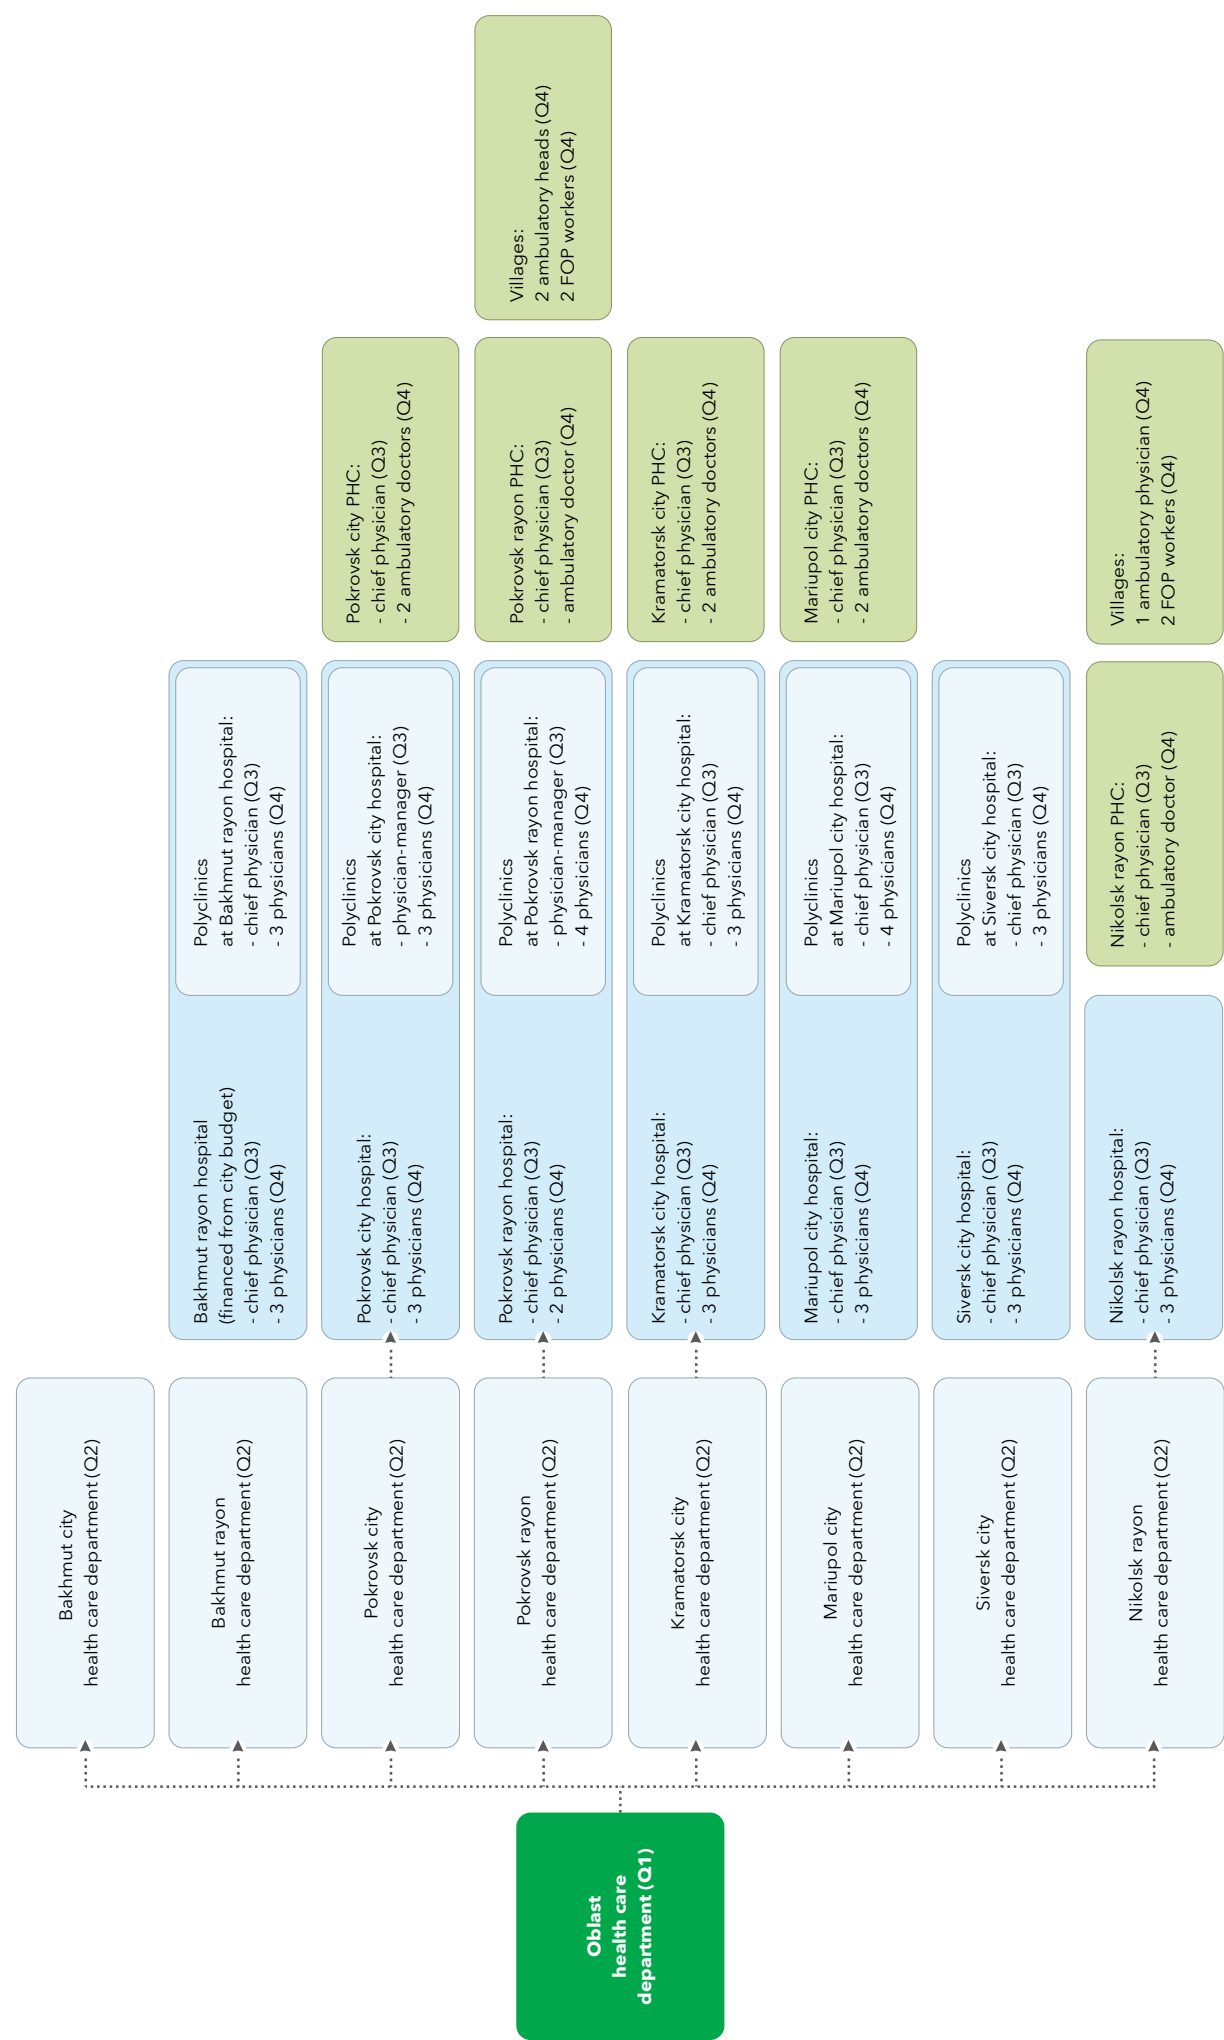 Oblast
health care
department (Q1)
Bakhmut city
health care department (Q2)
Bakhmut rayon
health care department (Q2)
Pokrovsk city
health care department (Q2)
Pokrovsk rayon
health care department (Q2)
Kramatorsk city
health care department (Q2)
Mariupol city
health care department (Q2)
Siversk city
health care department (Q2)
Nikolsk rayon
health care department (Q2)
Bakhmut rayon hospital
(financed from city budget)
- chief physician (Q3)
- 3 physicians (Q4)
Polyclinics
at Bakhmut rayon hospital:
- chief physician (Q3)
- 3 physicians (Q4)
Pokrovsk city hospital:
- chief physician (Q3)
- 3 physicians (Q4)
Polyclinics
at Pokrovsk city hospital:
- physician-manager (Q3)
- 3 physicians (Q4)
Pokrovsk city PHC:
- chief physician (Q3)
- 2 ambulatory doctors (Q4)
Pokrovsk rayon hospital:
- chief physician (Q3)
- 2 physicians (Q4)
Polyclinics
at Pokrovsk rayon hospital:
- physician-manager (Q3)
- 4 physicians (Q4)
Pokrovsk rayon PHC:
- chief physician (Q3)
- ambulatory doctor (Q4)
Villages:
2 ambulatory heads (Q4)
2 FOP workers (Q4)
Kramatorsk city hospital:
- chief physician (Q3)
- 3 physicians (Q4)
Polyclinics
at Kramatorsk city hospital:
- chief physician (Q3)
- 3 physicians (Q4)
Kramatorsk city PHC:
- chief physician (Q3)
- 2 ambulatory doctors (Q4)
Mariupol city hospital:
- chief physician (Q3)
- 3 physicians (Q4)
Polyclinics
at Mariupol city hospital:
- chief physician (Q3)
- 4 physicians (Q4)
Mariupol city PHC:
- chief physician (Q3)
- 2 ambulatory doctors (Q4)
Siversk city hospital:
- chief physician (Q3)
- 3 physicians (Q4)
Polyclinics
at Siversk city hospital:
- chief physician (Q3)
- 3 physicians (Q4)
Nikolsk rayon hospital:
- chief physician (Q3)
- 3 physicians (Q4)
Nikolsk rayon PHC:
- chief physician (Q3)
- ambulatory doctor (Q4)
Villages:
1 ambulatory physician (Q4)
2 FOP workers (Q4)